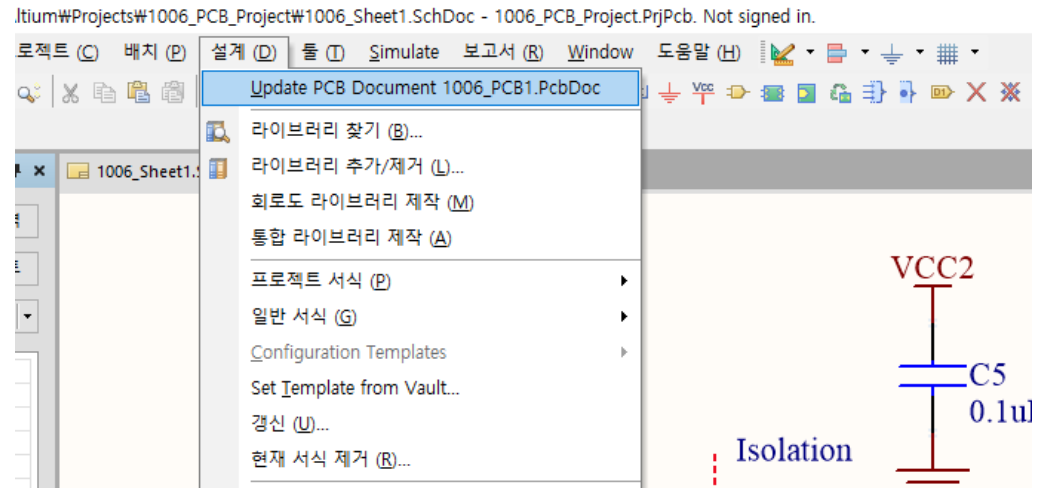 ltium₩Projects₩1006_PCB_Project₩1006_Sheet1.SchDoc - 1006_PCB_Project.PrjPcb. Not signed in.
로젝트 (C) 배치 (P) 설계 (D) 툴 (T) Simulate 보고서 (R) Window 도움말 (H)
Update PCB Document 1006_PCB1.PcbDoc
Vcc
D1
라이브러리 찾기 (B)...
1006_Sheet1.S
라이브러리 추가/제거 (L)...
회로도 라이브러리 제작 (M)
통합 라이브러리 제작 (A)
프로젝트 서식 (P)
일반 서식 (G)
Configuration Templates
Set Template from Vault...
갱신 (U)...
현재 서식 제거 (R)...
VCC2
C5
0.1u
Isolation